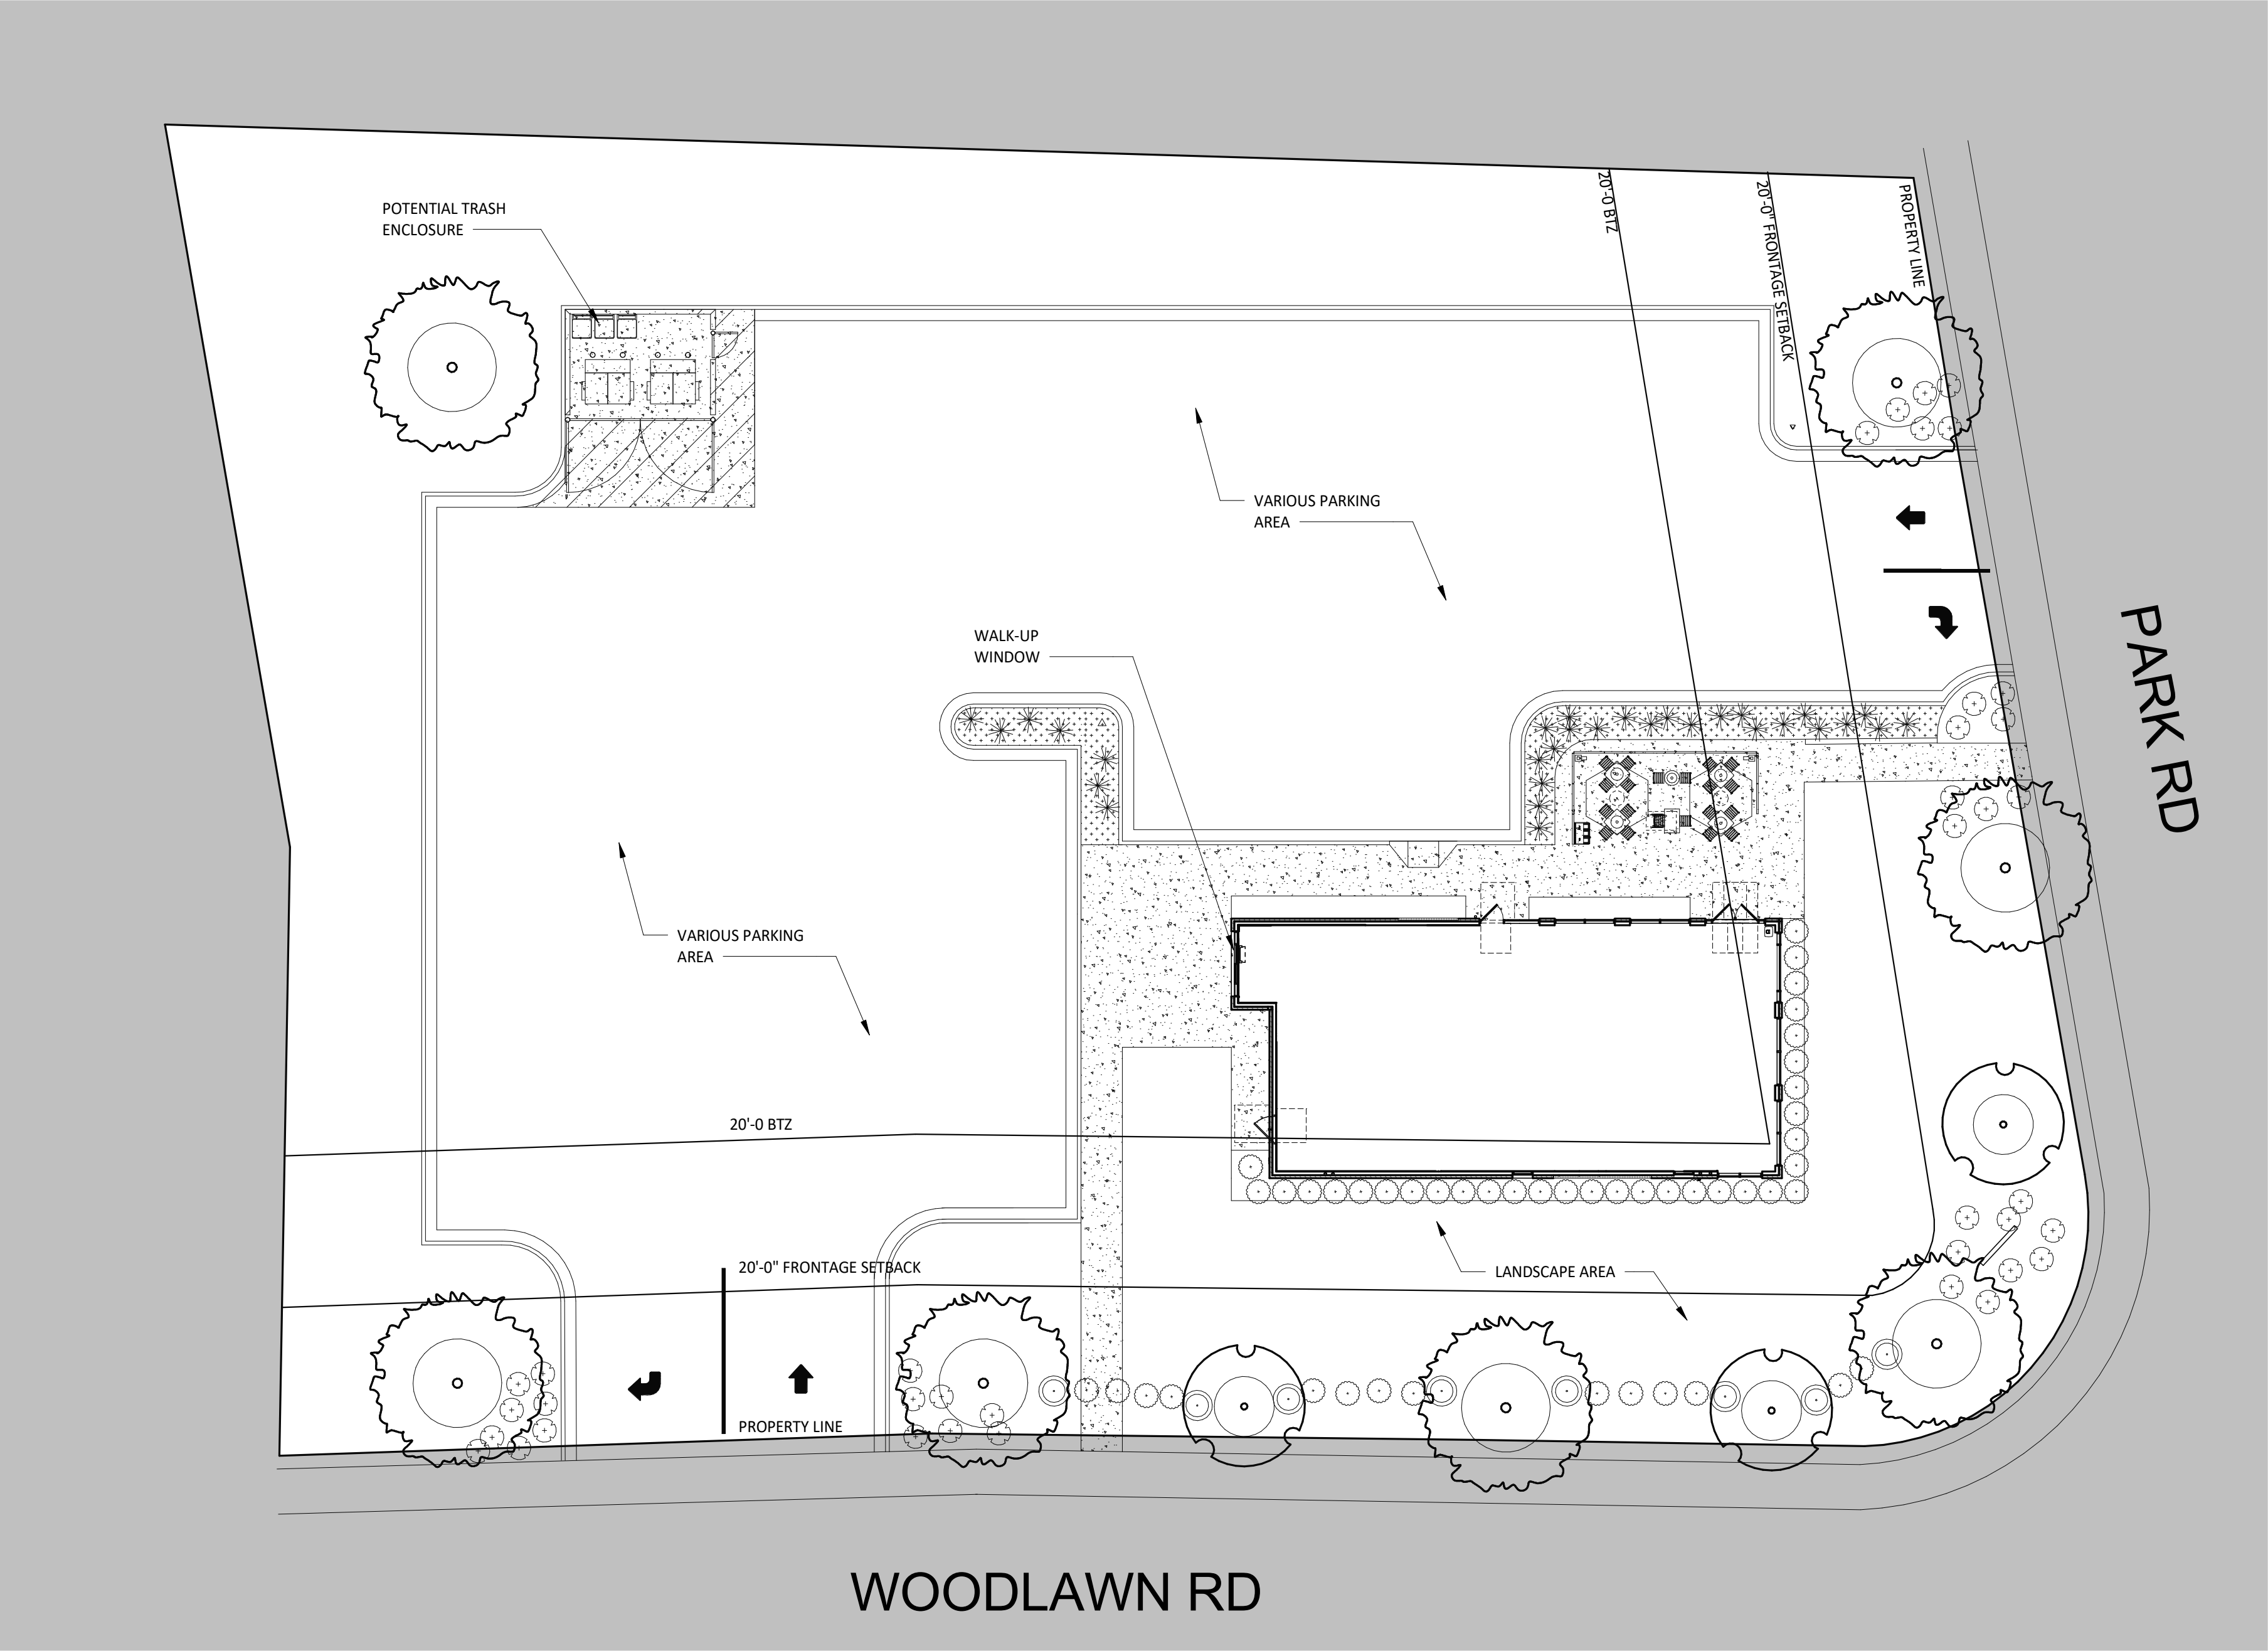 POTENTIAL TRASH
ENCLOSURE
20'-0 BTZ
20'-0" FRONTAGE SETBACK
PROPERTY LINE
VARIOUS PARKING
AREA
WALK-UP
WINDOW
PARK RD
VARIOUS PARKING
AREA
20'-0 BTZ
20'-0" FRONTAGE SETBACK
LANDSCAPE AREA
PROPERTY LINE
WOODLAWN RD